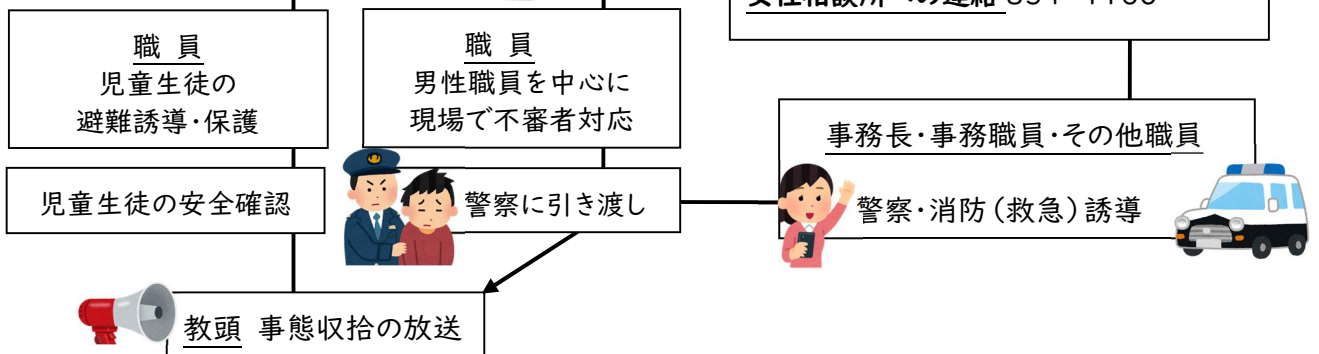 職 員
児童生徒の
避難誘導・保護
職 員
男性職員を中心に
現場で不審者対応
事務長・事務職員・その他職員
警察・消防(救急)誘導
児童生徒の安全確認
警察に引き渡し
教頭 事態収拾の放送